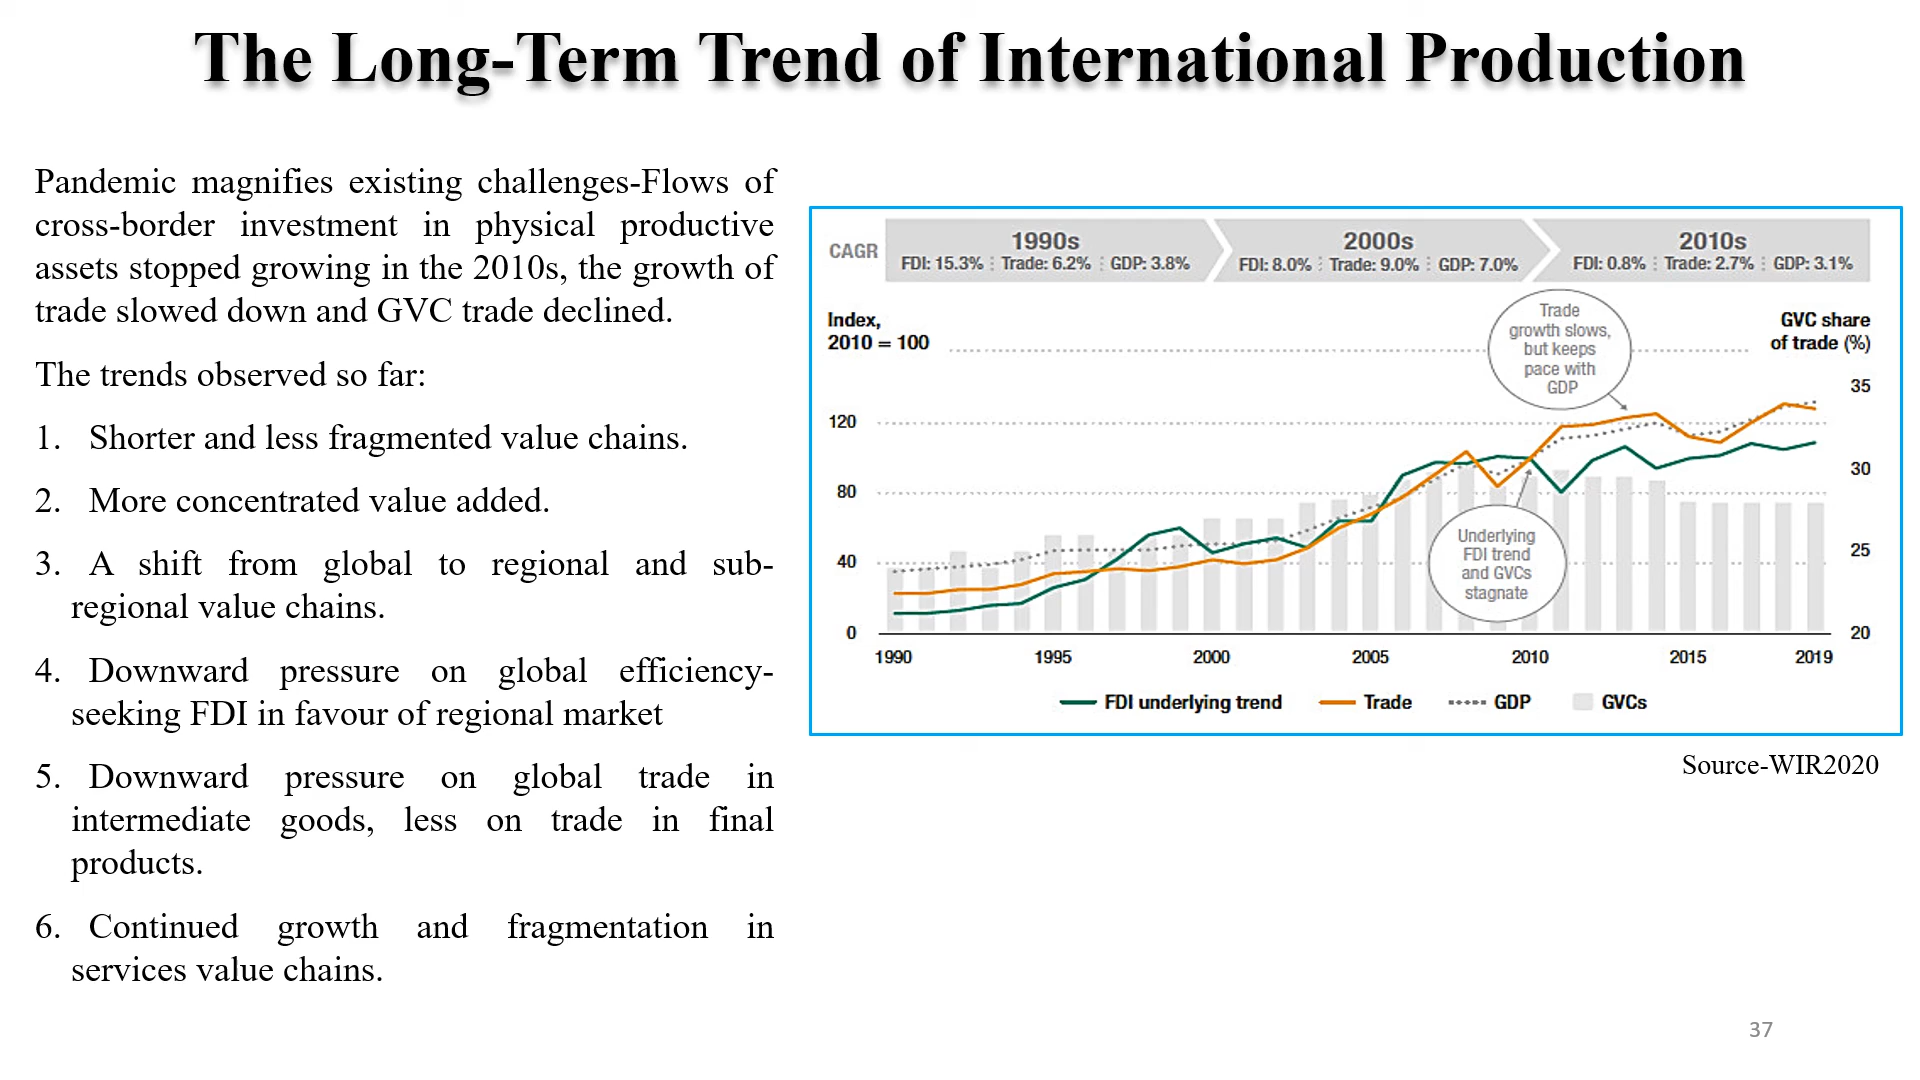 The Long-Term Trend of International Production
Pandemic magnifies existing challenges-Flows of
cross-border investment in physical productive
assets stopped growing in the 2010s, the growth of
trade slowed down and GVC trade declined.
The trends observed so far:
1. Shorter and less fragmented value chains.
2. More concentrated value added.
3. A shift from global to regional and sub-
regional value chains.
4. Downward pressure on global efficiency-
seeking FDI in favour of regional market
5. Downward pressure on global trade in
intermediate goods, less on trade in final
products.
6. Continued growth and fragmentation in
services value chains.
CAGR
1990s
FDI: 15.3% Trade: 6.2% GDP: 3.8%
2000s
FDI: 8.0% Trade: 9.0% GDP: 7.0%
2010s
FDI: 0.8% Trade: 2.7% GDP: 3.1%
Index,
2010 = 100
GVC share
of trade (%)
Trade
growth slows,
but keeps
pace with
GDP
Underlying
FDI trend
and GVCs
stagnate
120
80
40
0
35
30
25
20
1990 1995 2000 2005 2010 2015 2019
FDI underlying trend Trade GDP GVCs
Source-WIR2020
37